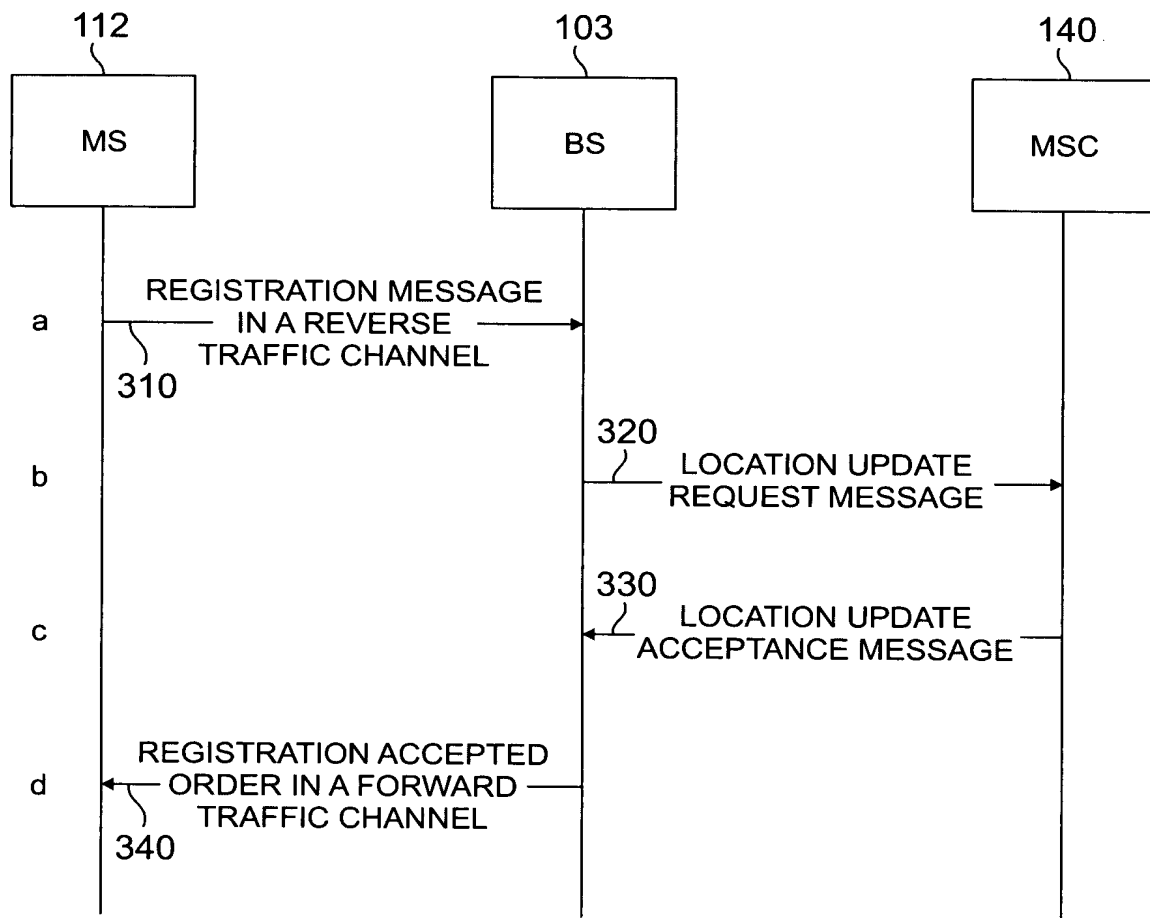 112
103
140
MS
BS
MSC
a
REGISTRATION MESSAGE
IN A REVERSE
TRAFFIC CHANNEL
310
b
320
LOCATION UPDATE
REQUEST MESSAGE
c
330
LOCATION UPDATE
ACCEPTANCE MESSAGE
d
REGISTRATION ACCEPTED
ORDER IN A FORWARD
TRAFFIC CHANNEL
340